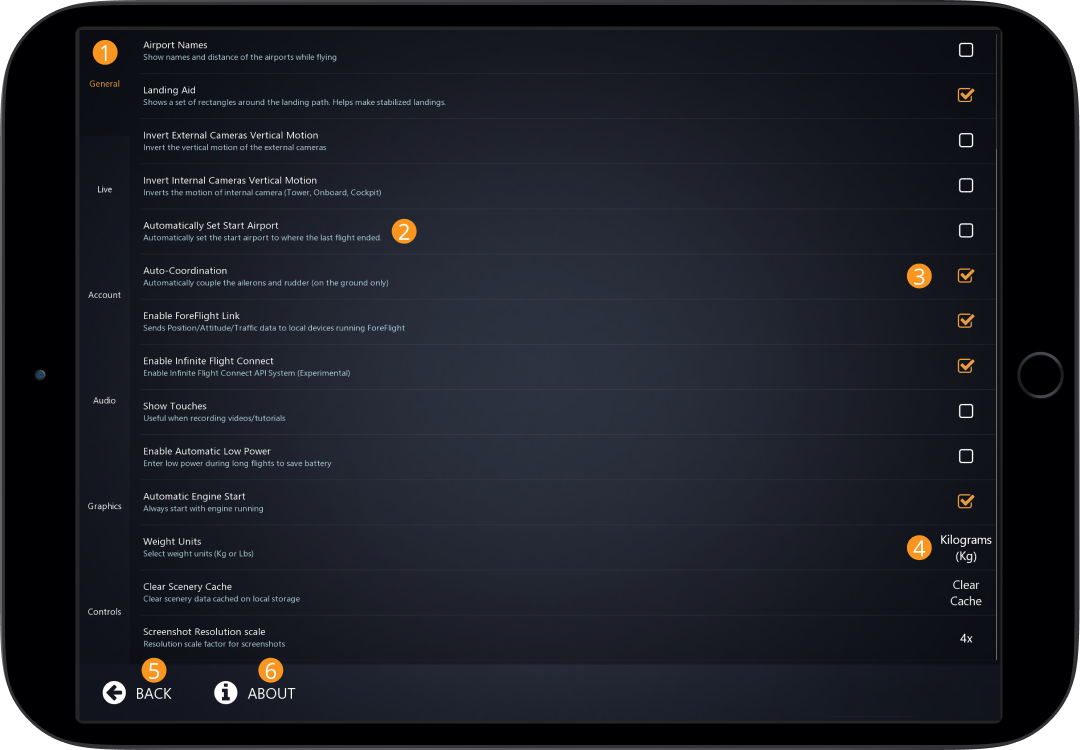 1
General
Live
Account
Audio
Graphics
Controls
Airport Names
Show names and distance of the airports while flying
Landing Aid
Shows a set of rectangles around the landing path. Helps make stabilized landings.
Invert External Cameras Vertical Motion
Invert the vertical motion of the external cameras
Invert Internal Cameras Vertical Motion
Inverts the motion of internal camera (Tower, Onboard, Cockpit)
Automatically Set Start Airport
Automatically set the start airport to where the last flight ended.
2
Auto-Coordination
Automatically couple the ailerons and rudder (on the ground only)
3
Enable ForeFlight Link
Sends Position/Attitude/Traffic data to local devices running ForeFlight
Enable Infinite Flight Connect
Enable Infinite Flight Connect API System (Experimental)
Show Touches
Useful when recording videos/tutorials
Enable Automatic Low Power
Enter low power during long flights to save battery
Automatic Engine Start
Always start with engine running
Weight Units
Select weight units (Kg or Lbs)
4
Kilograms
(Kg)
Clear Scenery Cache
Clear scenery data cached on local storage
Clear
Cache
Screenshot Resolution scale
Resolution scale factor for screenshots
4x
5
BACK
6
ABOUT